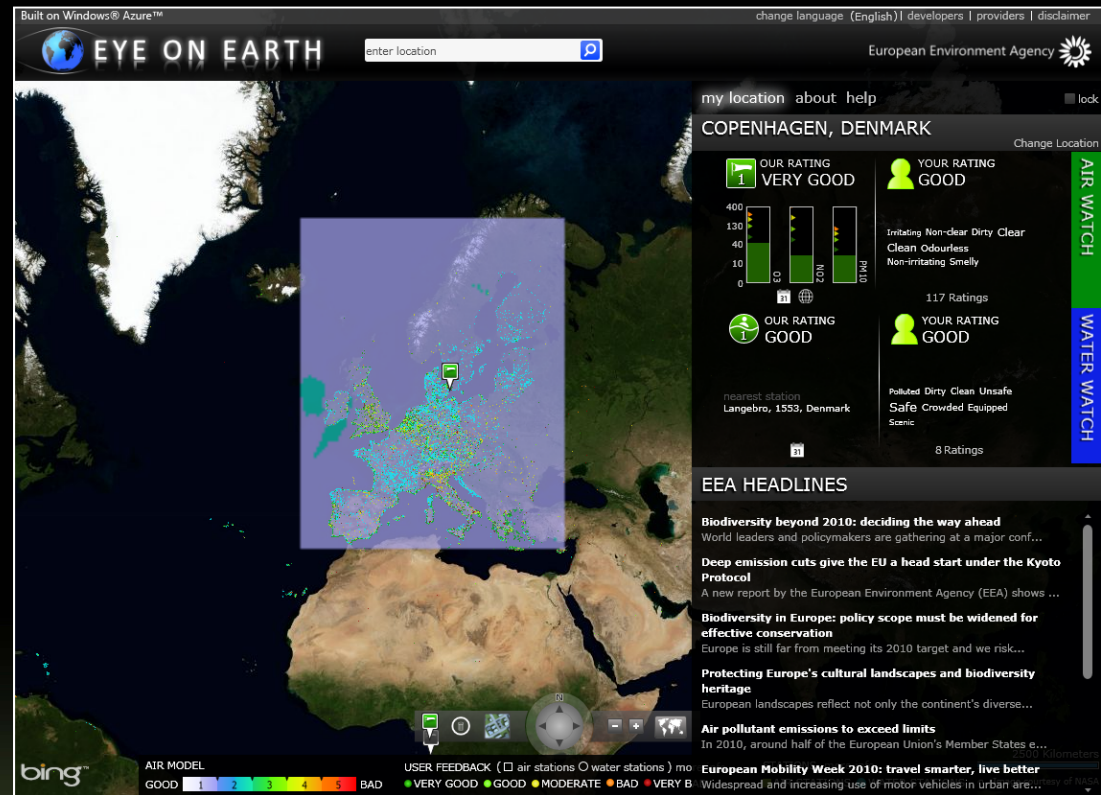 Built on Windows® Azure™
change language (English) | developers | providers | disclaimer
EYE ON EARTH
enter location
European Environment Agency
my location about help
lock
COPENHAGEN, DENMARK
Change Location
OUR RATING
VERY GOOD
1
YOUR RATING
GOOD
AIR WATCH
400
130
40
10
0
O3
NO2
PM10
Irritating Non-clear Dirty Clear
Clean Odourless
Non-irritating Smelly
31
117 Ratings
OUR RATING
GOOD
1
YOUR RATING
GOOD
WATER WATCH
nearest station
Langebro, 1553, Denmark
Polluted Dirty Clean Unsafe
Safe Crowded Equipped
Scenic
31
8 Ratings
EEA HEADLINES
Biodiversity beyond 2010: deciding the way ahead
World leaders and policymakers are gathering at a major conf...
Deep emission cuts give the EU a head start under the Kyoto
Protocol
A new report by the European Environment Agency (EEA) shows ...
Biodiversity in Europe: policy scope must be widened for
effective conservation
Europe is still far from meeting its 2010 target and we risk...
Protecting Europe's cultural landscapes and biodiversity
heritage
European landscapes reflect not only the continent's diverse...
Air pollutant emissions to exceed limits
In 2010, around half of the European Union's Member States e...
2500 Kilometers
European Mobility Week 2010: travel smarter, live better
Widespread and increasing use of motor vehicles in urban are...
N
bing™
AIR MODEL
GOOD 1 2 3 4 5 BAD
USER FEEDBACK ( □ air stations O water stations ) mo
VERY GOOD GOOD MODERATE BAD VERY B